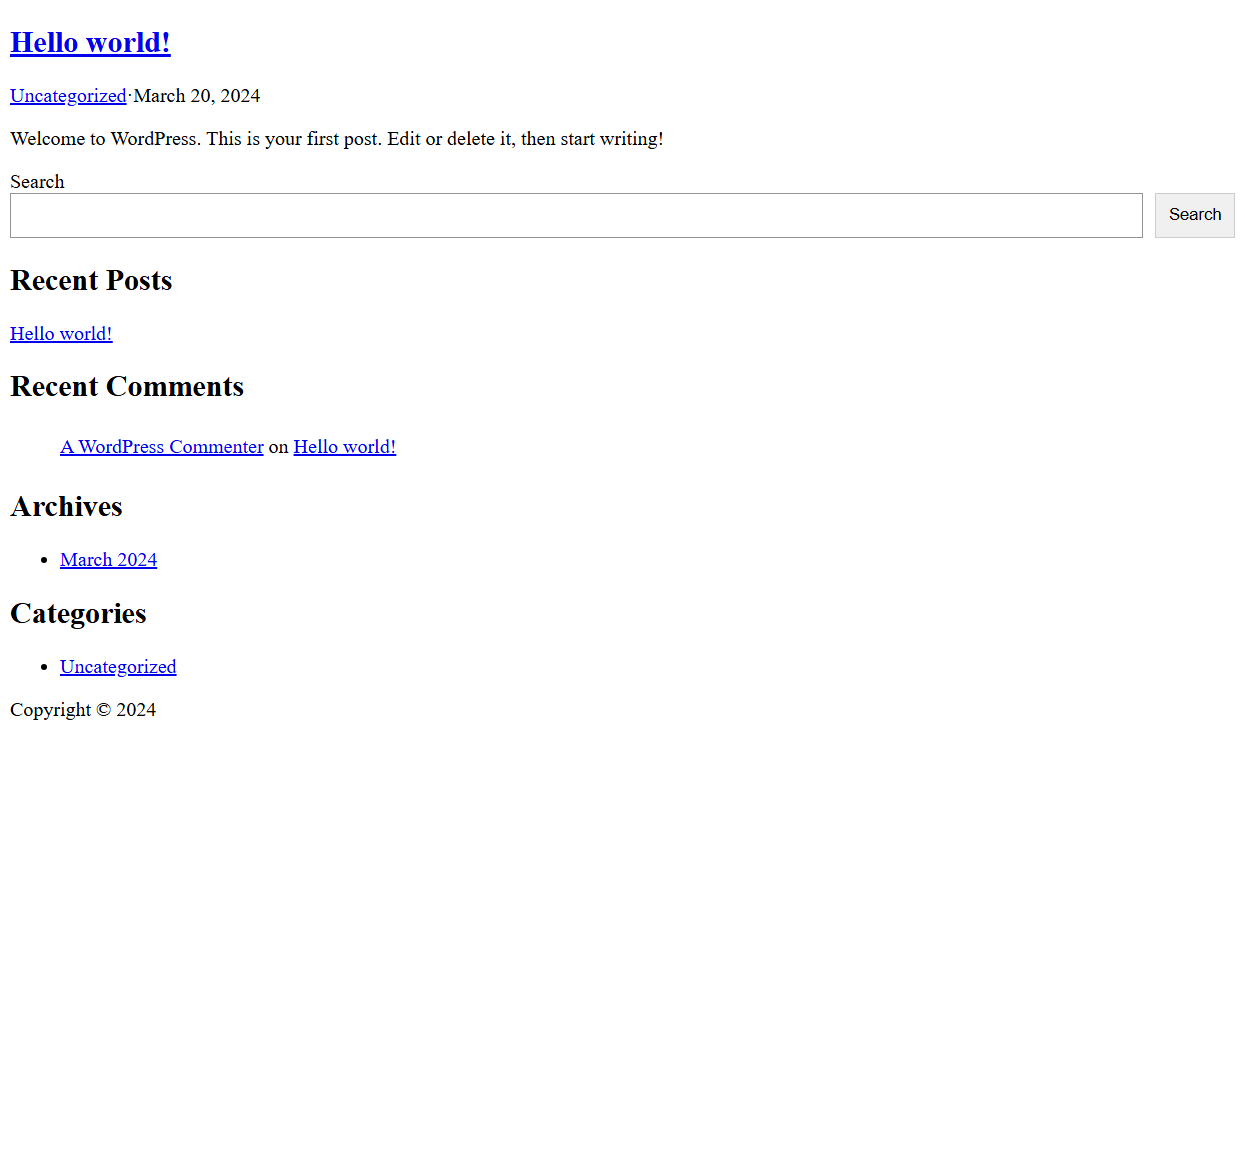 Hello world!
Uncategorized·March 20, 2024
Welcome to WordPress. This is your first post. Edit or delete it, then start writing!
Search
Search
Recent Posts
Hello world!
Recent Comments
A WordPress Commenter on Hello world!
Archives
March 2024
Categories
Uncategorized
Copyright © 2024